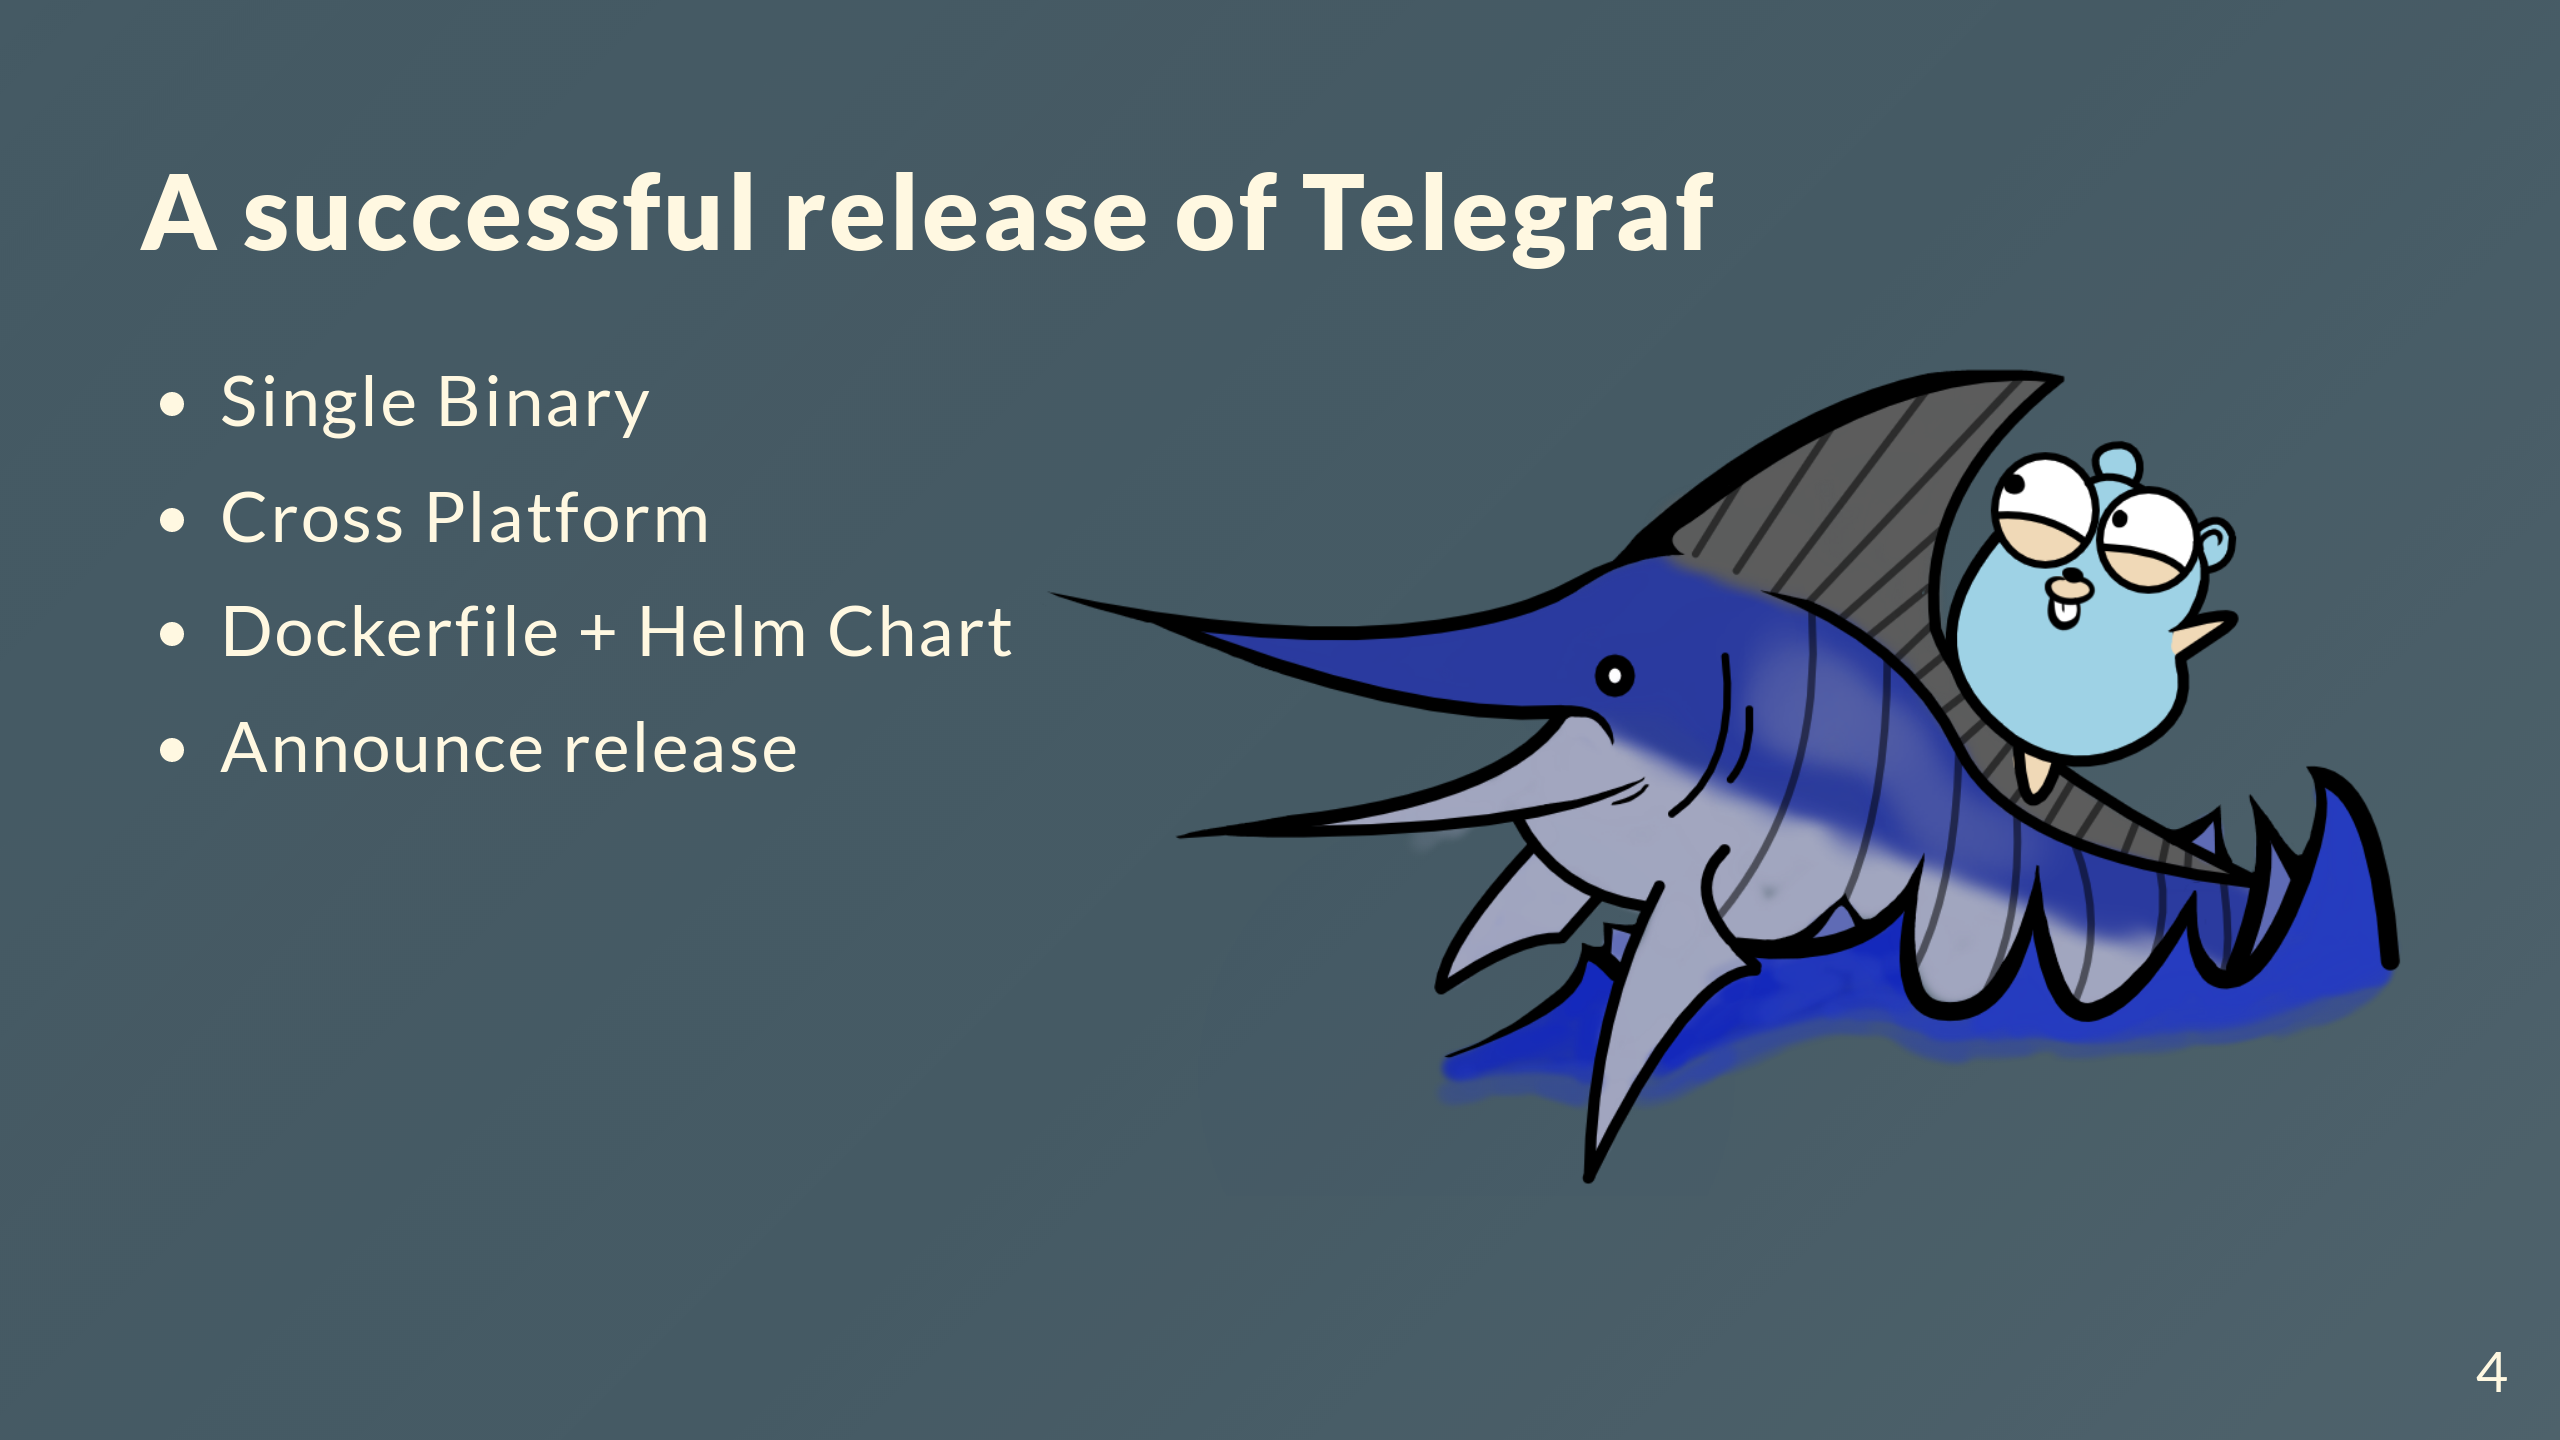 A successful release of Telegraf
Single Binary
Cross Platform
Dockerfile + Helm Chart
Announce release
4